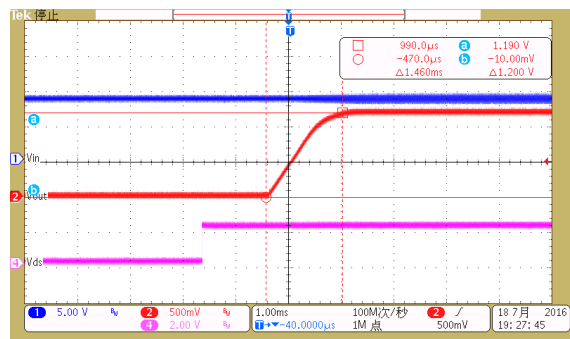 Tek 停止
990.0µs 1.190 V
-470.0µs -10.00mV
△1.460ms △1.200 V
a
b
a
1 Vin
b
2 Vout
4 Vds
1 5.00 V
2 500mV
4 2.00 V
1.00ms
T→▼-40.0000µs
100M次/秒
1M 点
2
500mV
18 7月 2016
19:27:45